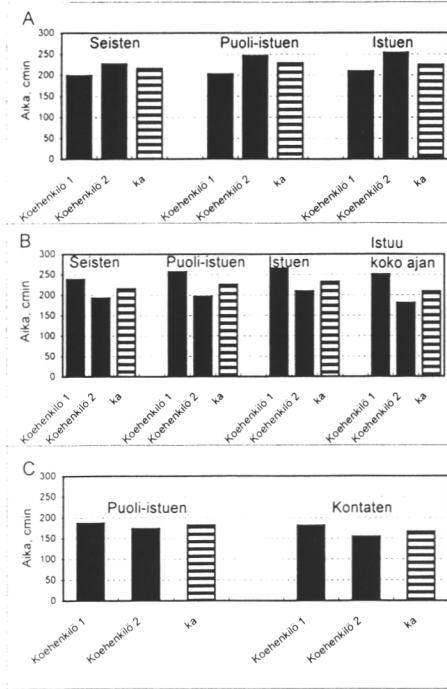 A
300
250
200
150
100
50
0
Aika, cmin
Seisten
Puoli-istuen
Istuen
Koehenkilö 1
Koehenkilö 2
ka
Koehenkilö 1
Koehenkilö 2
ka
Koehenkilö 1
Koehenkilö 2
ka
B
300
250
200
150
100
50
0
Aika, cmin
Seisten
Puoli-istuen
Istuen
Istuu
koko ajan
Koehenkilö 1
Koehenkilö 2
ka
Koehenkilö 1
Koehenkilö 2
ka
Koehenkilö 1
Koehenkilö 2
ka
Koehenkilö 1
Koehenkilö 2
ka
C
300
250
200
150
100
50
0
Aika, cmin
Puoli-istuen
Kontaten
Koehenkilö 1
Koehenkilö 2
ka
Koehenkilö 1
Koehenkilö 2
ka